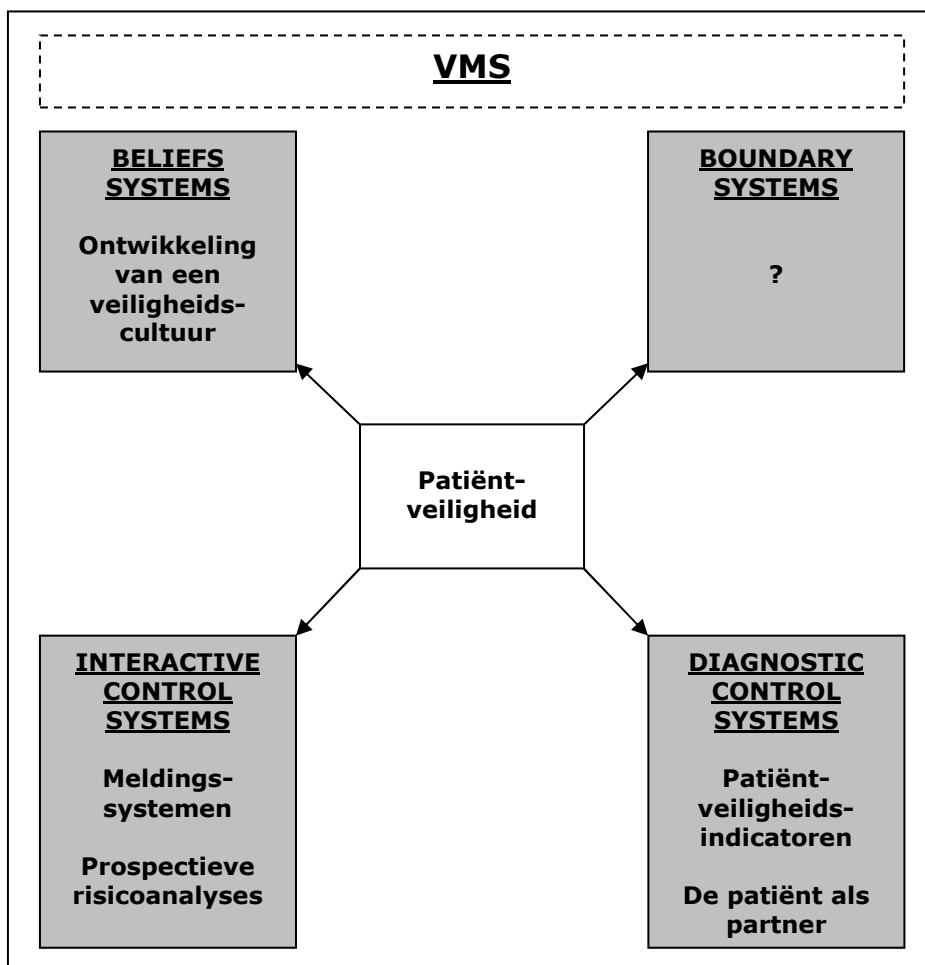 VMS
BELIEFS
SYSTEMS
Ontwikkeling
van een
veiligheids-
cultuur
BOUNDARY
SYSTEMS
?
Patiënt-
veiligheid
INTERACTIVE
CONTROL
SYSTEMS
Meldings-
systemen
Prospectieve
risicoanalyses
DIAGNOSTIC
CONTROL
SYSTEMS
Patiënt-
veiligheids-
indicatoren
De patiënt als
partner